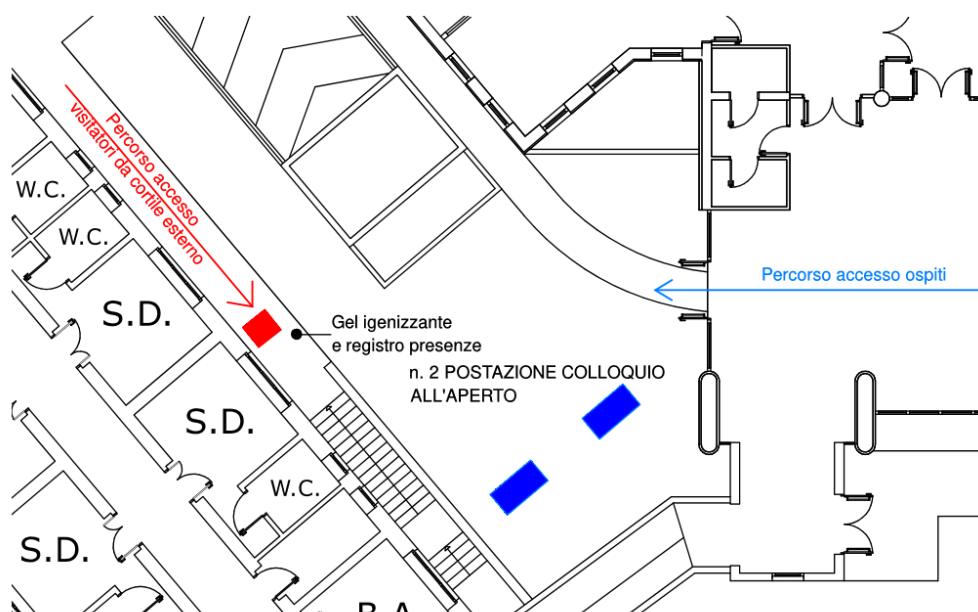 Percorso accesso
visitatori da cortile esterno
W.C.
W.C.
S.D.
Percorso accesso ospiti
Gel igenizzante
e registro presenze
n. 2 POSTAZIONE COLLOQUIO
ALL'APERTO
S.D.
W.C.
S.D.
B.A.